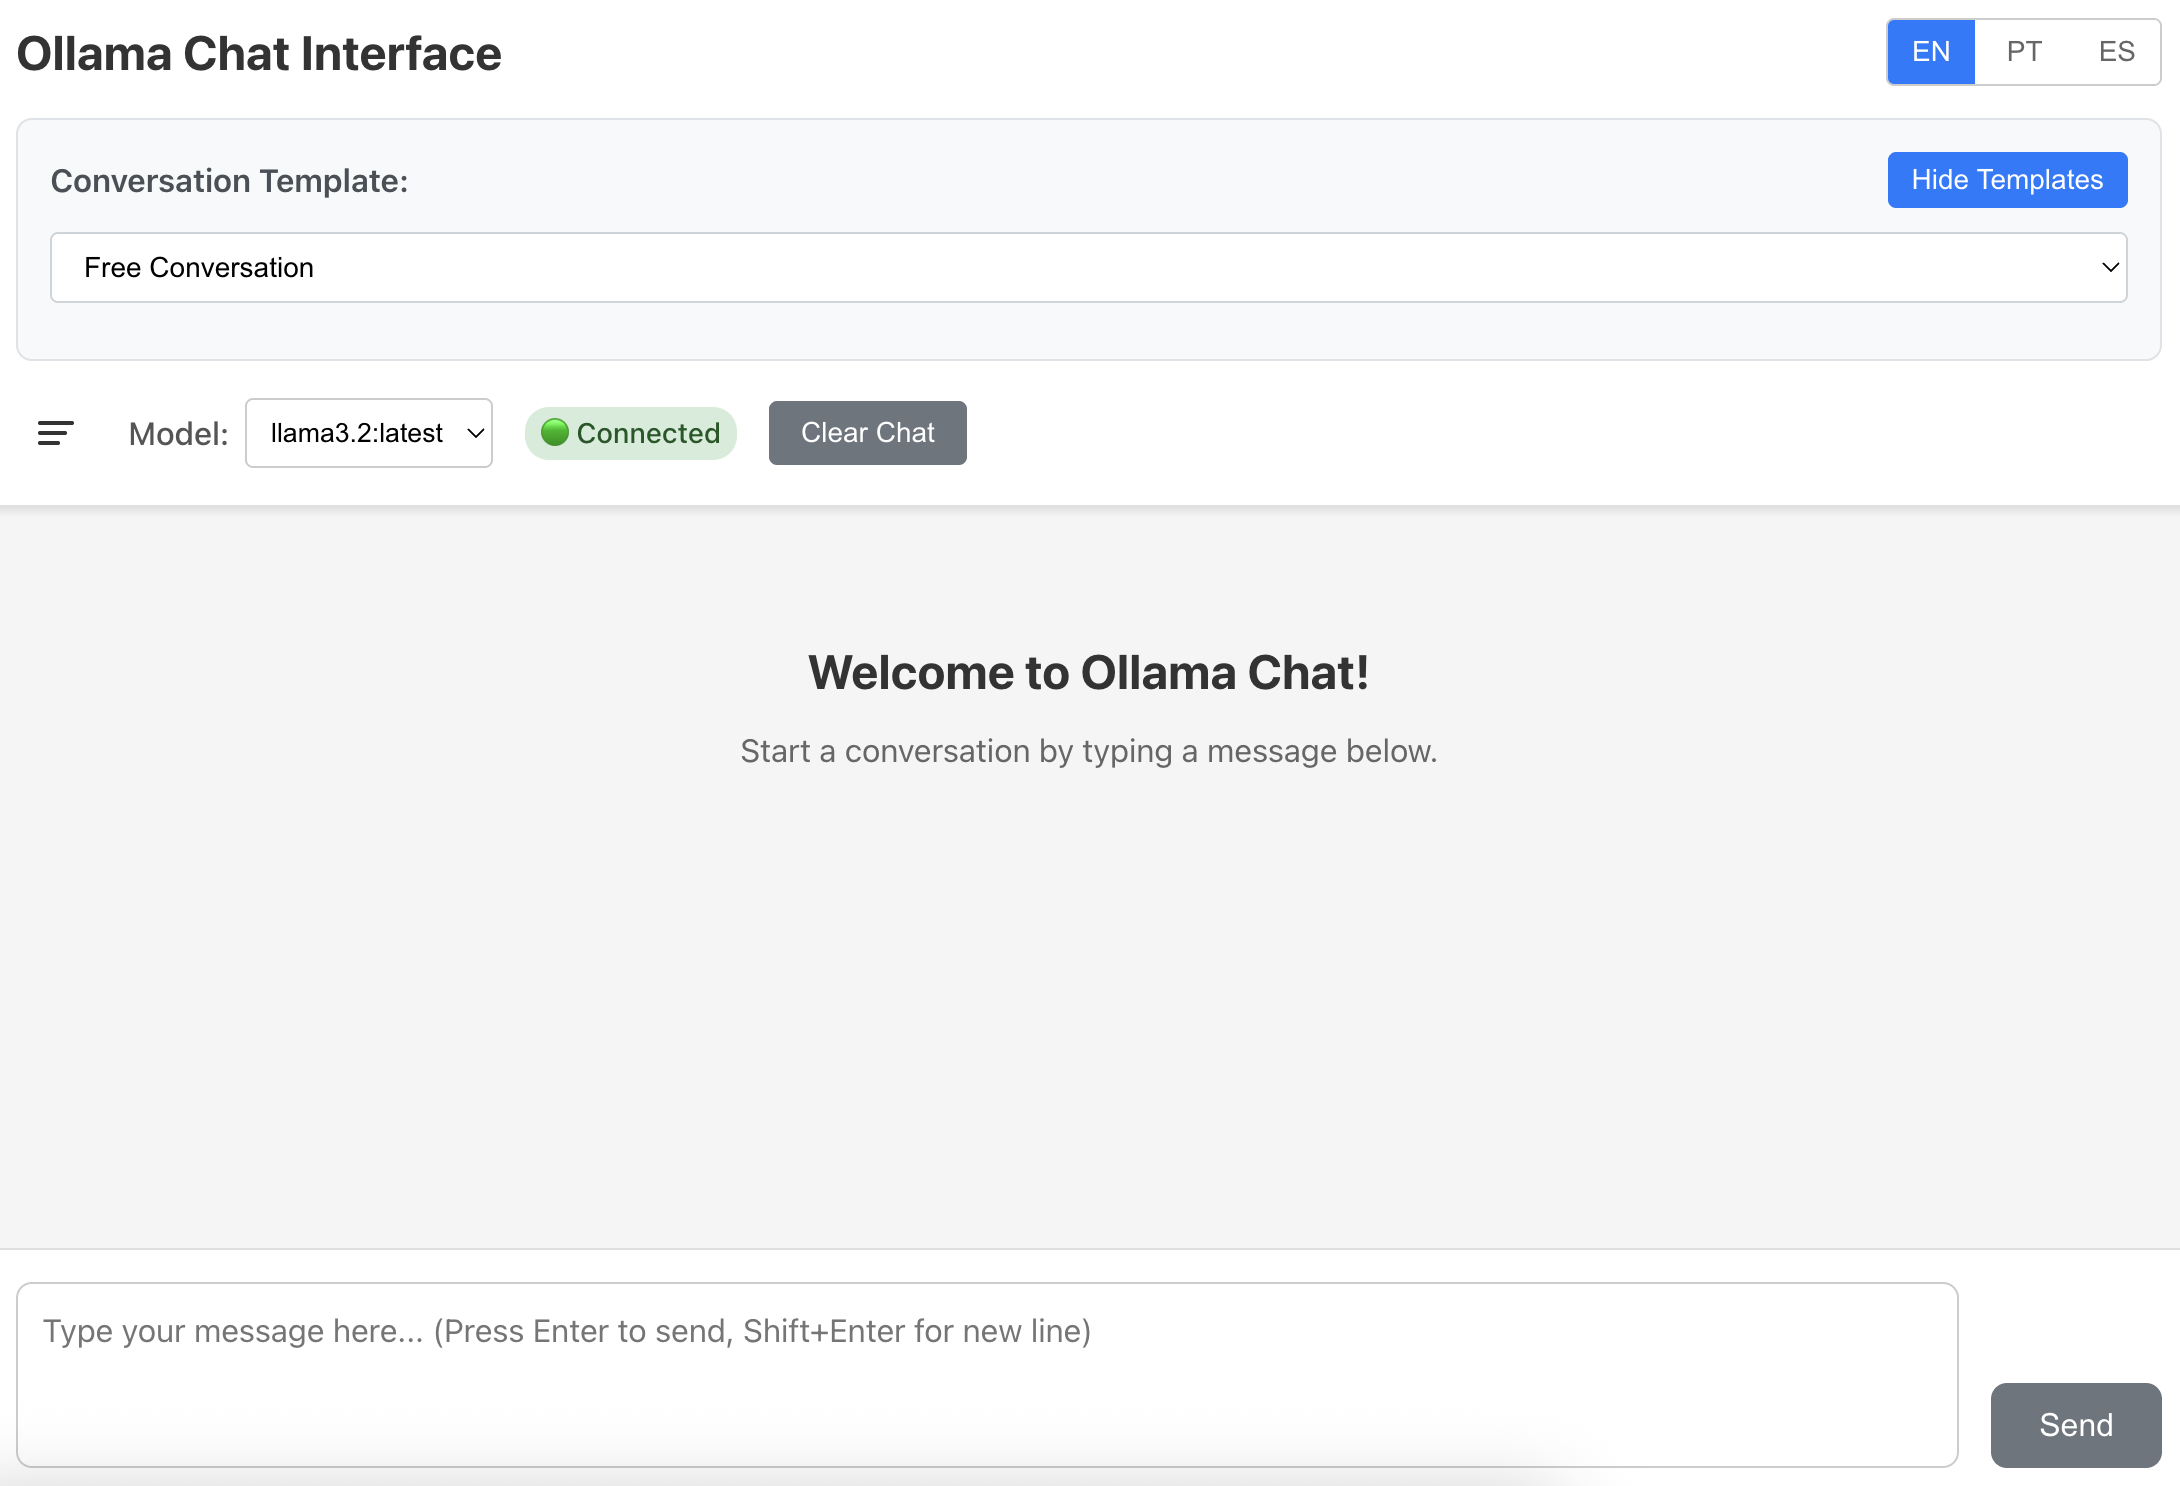 Ollama Chat Interface
EN PT ES
Conversation Template:
Hide Templates
Free Conversation
Model: llama3.2:latest Connected Clear Chat
Welcome to Ollama Chat!
Start a conversation by typing a message below.
Type your message here... (Press Enter to send, Shift+Enter for new line)
Send